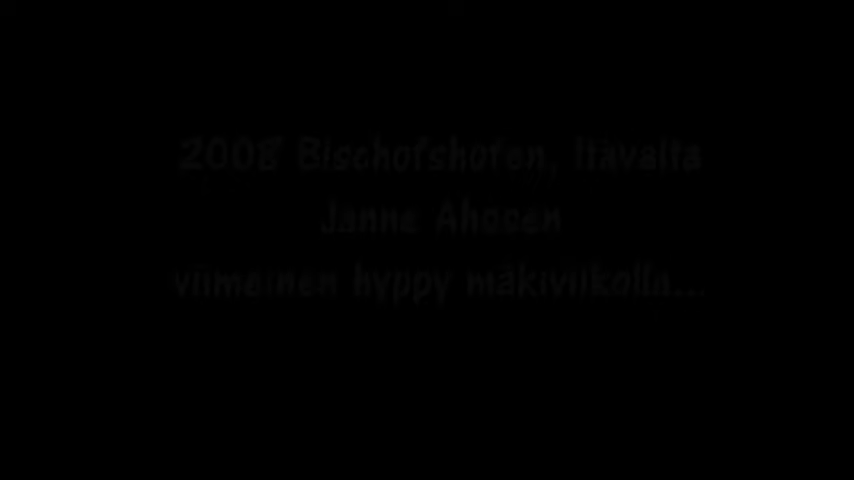 2008 Bischofshofen, Itävalta
Janne Ahosen
viimeinen hyppy mäkiviikolla...